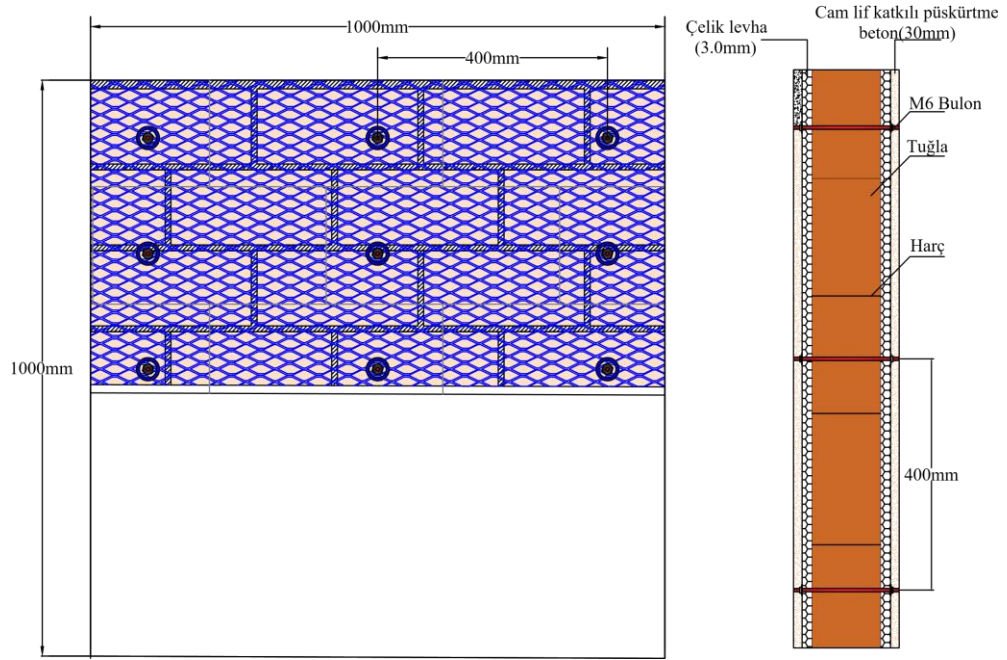 1000mm
400mm
1000mm
Çelik levha
(3.0mm)
Cam lif katkılı püskürtme
beton(30mm)
M6 Bulon
Tuğla
Harç
400mm